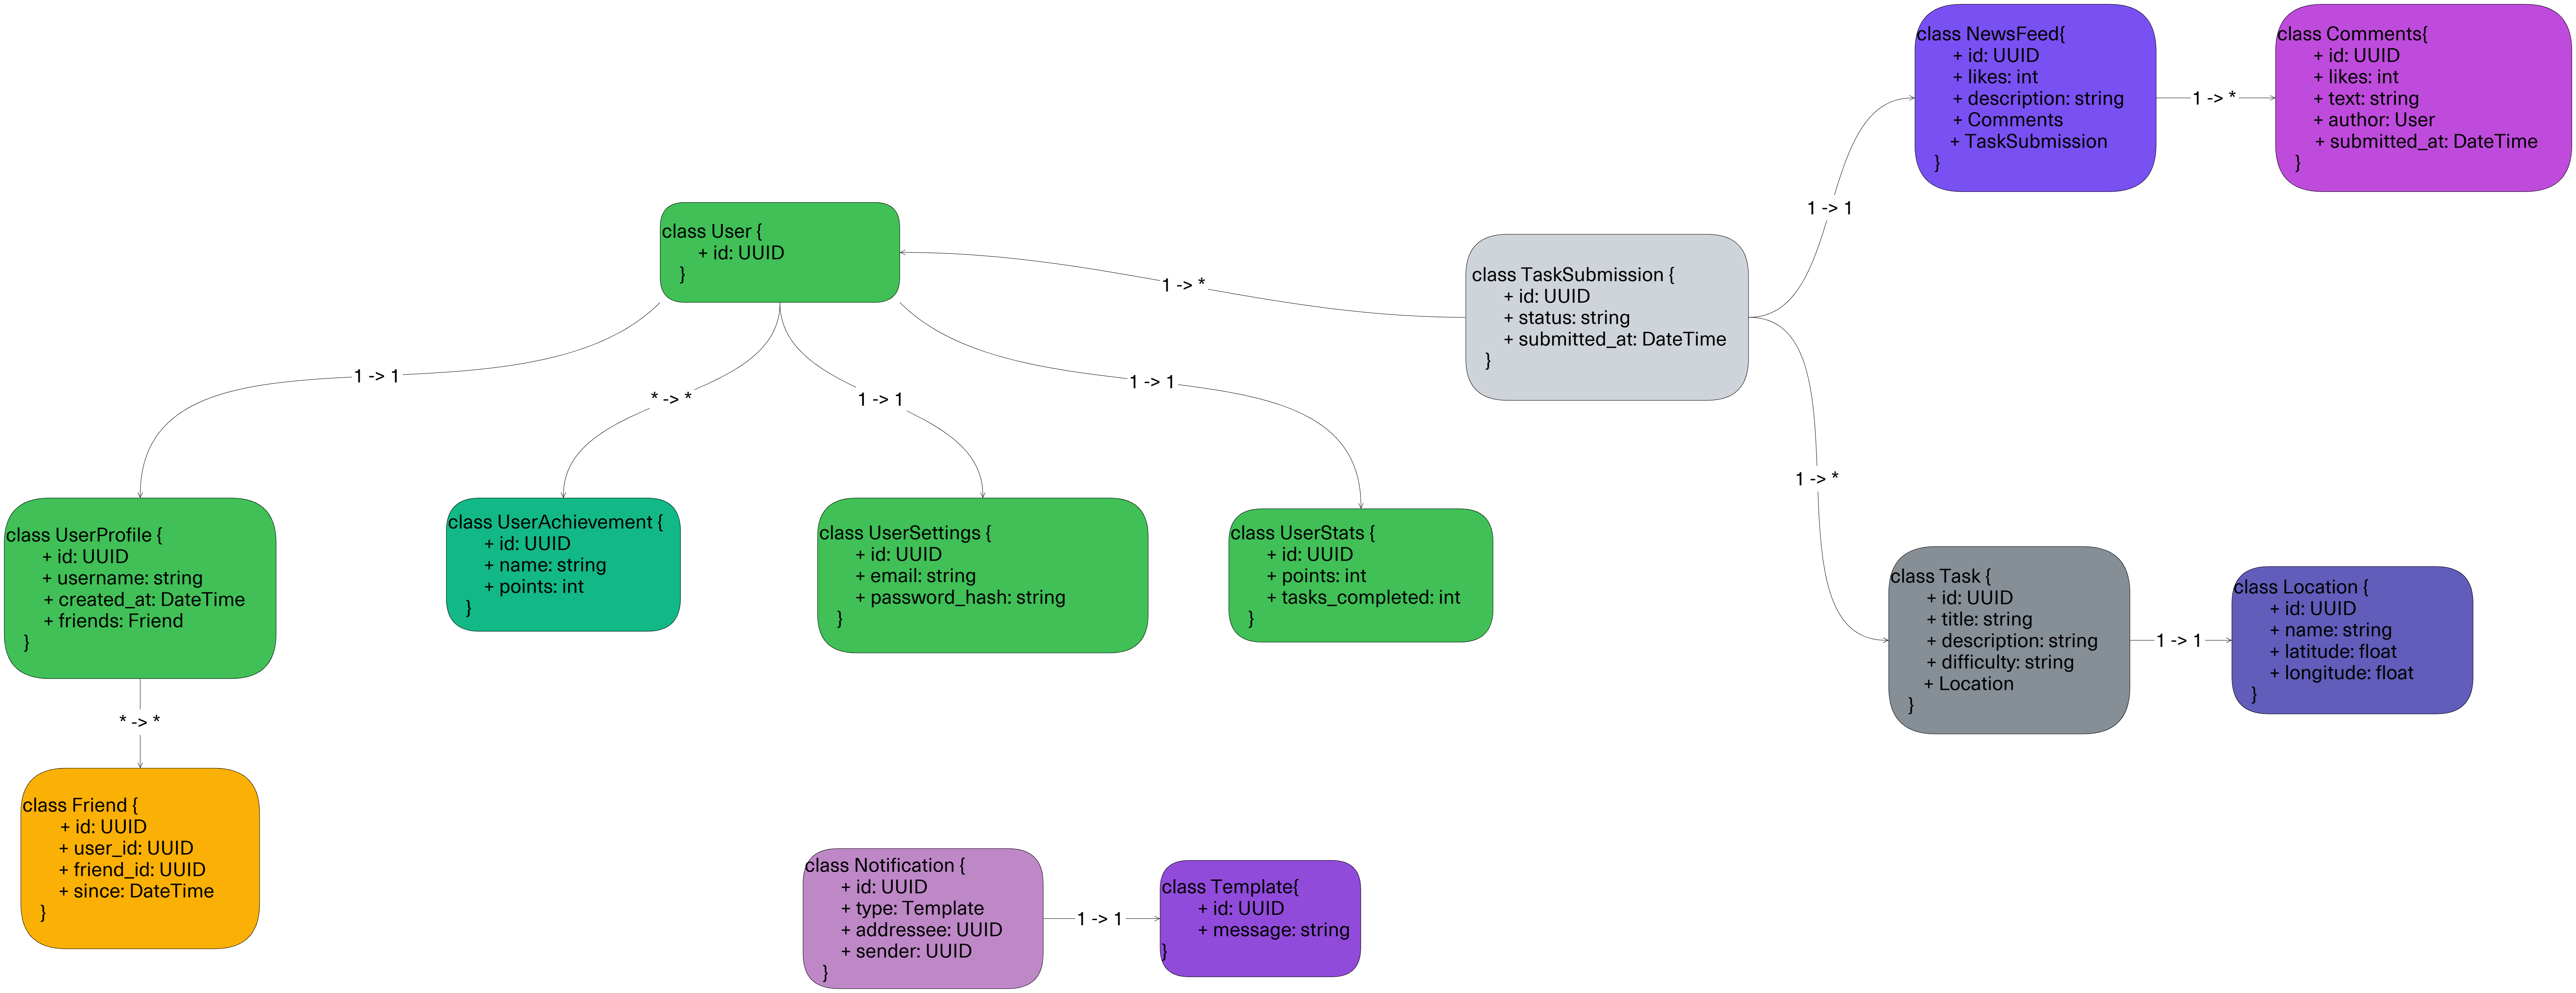 class NewsFeed{
+ id: UUID
+ likes: int
+ description: string
+ Comments
+ TaskSubmission
}
1 -> *
class Comments{
+ id: UUID
+ likes: int
+ text: string
+ author: User
+ submitted_at: DateTime
}
1 -> 1
class User {
+ id: UUID
}
1 -> *
class TaskSubmission {
+ id: UUID
+ status: string
+ submitted_at: DateTime
}
1 -> 1
* -> *
1 -> 1
1 -> 1
1 -> *
class UserProfile {
+ id: UUID
+ username: string
+ created_at: DateTime
+ friends: Friend
}
class UserAchievement {
+ id: UUID
+ name: string
+ points: int
}
class UserSettings {
+ id: UUID
+ email: string
+ password_hash: string
}
class UserStats {
+ id: UUID
+ points: int
+ tasks_completed: int
}
class Task {
+ id: UUID
+ title: string
+ description: string
+ difficulty: string
+ Location
}
1 -> 1
class Location {
+ id: UUID
+ name: string
+ latitude: float
+ longitude: float
}
* -> *
class Friend {
+ id: UUID
+ user_id: UUID
+ friend_id: UUID
+ since: DateTime
}
class Notification {
+ id: UUID
+ type: Template
+ addressee: UUID
+ sender: UUID
}
1 -> 1
class Template{
+ id: UUID
+ message: string
}